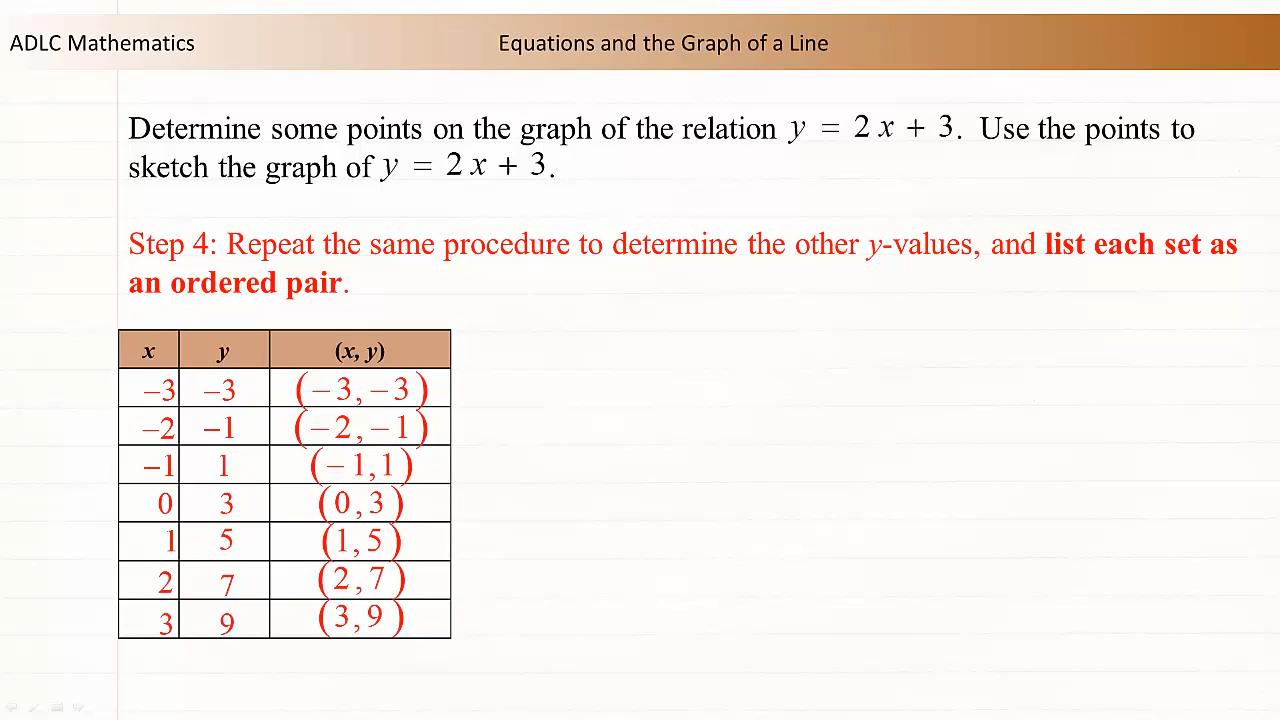 ADLC Mathematics Equations and the Graph of a Line
Determine some points on the graph of the relation y = 2x + 3. Use the points to
sketch the graph of y = 2x + 3.
Step 4: Repeat the same procedure to determine the other y-values, and list each set as
an ordered pair.
x y (x, y)
−3 −3 (−3, −3)
−2 −1 (−2, −1)
−1 1 (−1, 1)
0 3 (0, 3)
1 5 (1, 5)
2 7 (2, 7)
3 9 (3, 9)